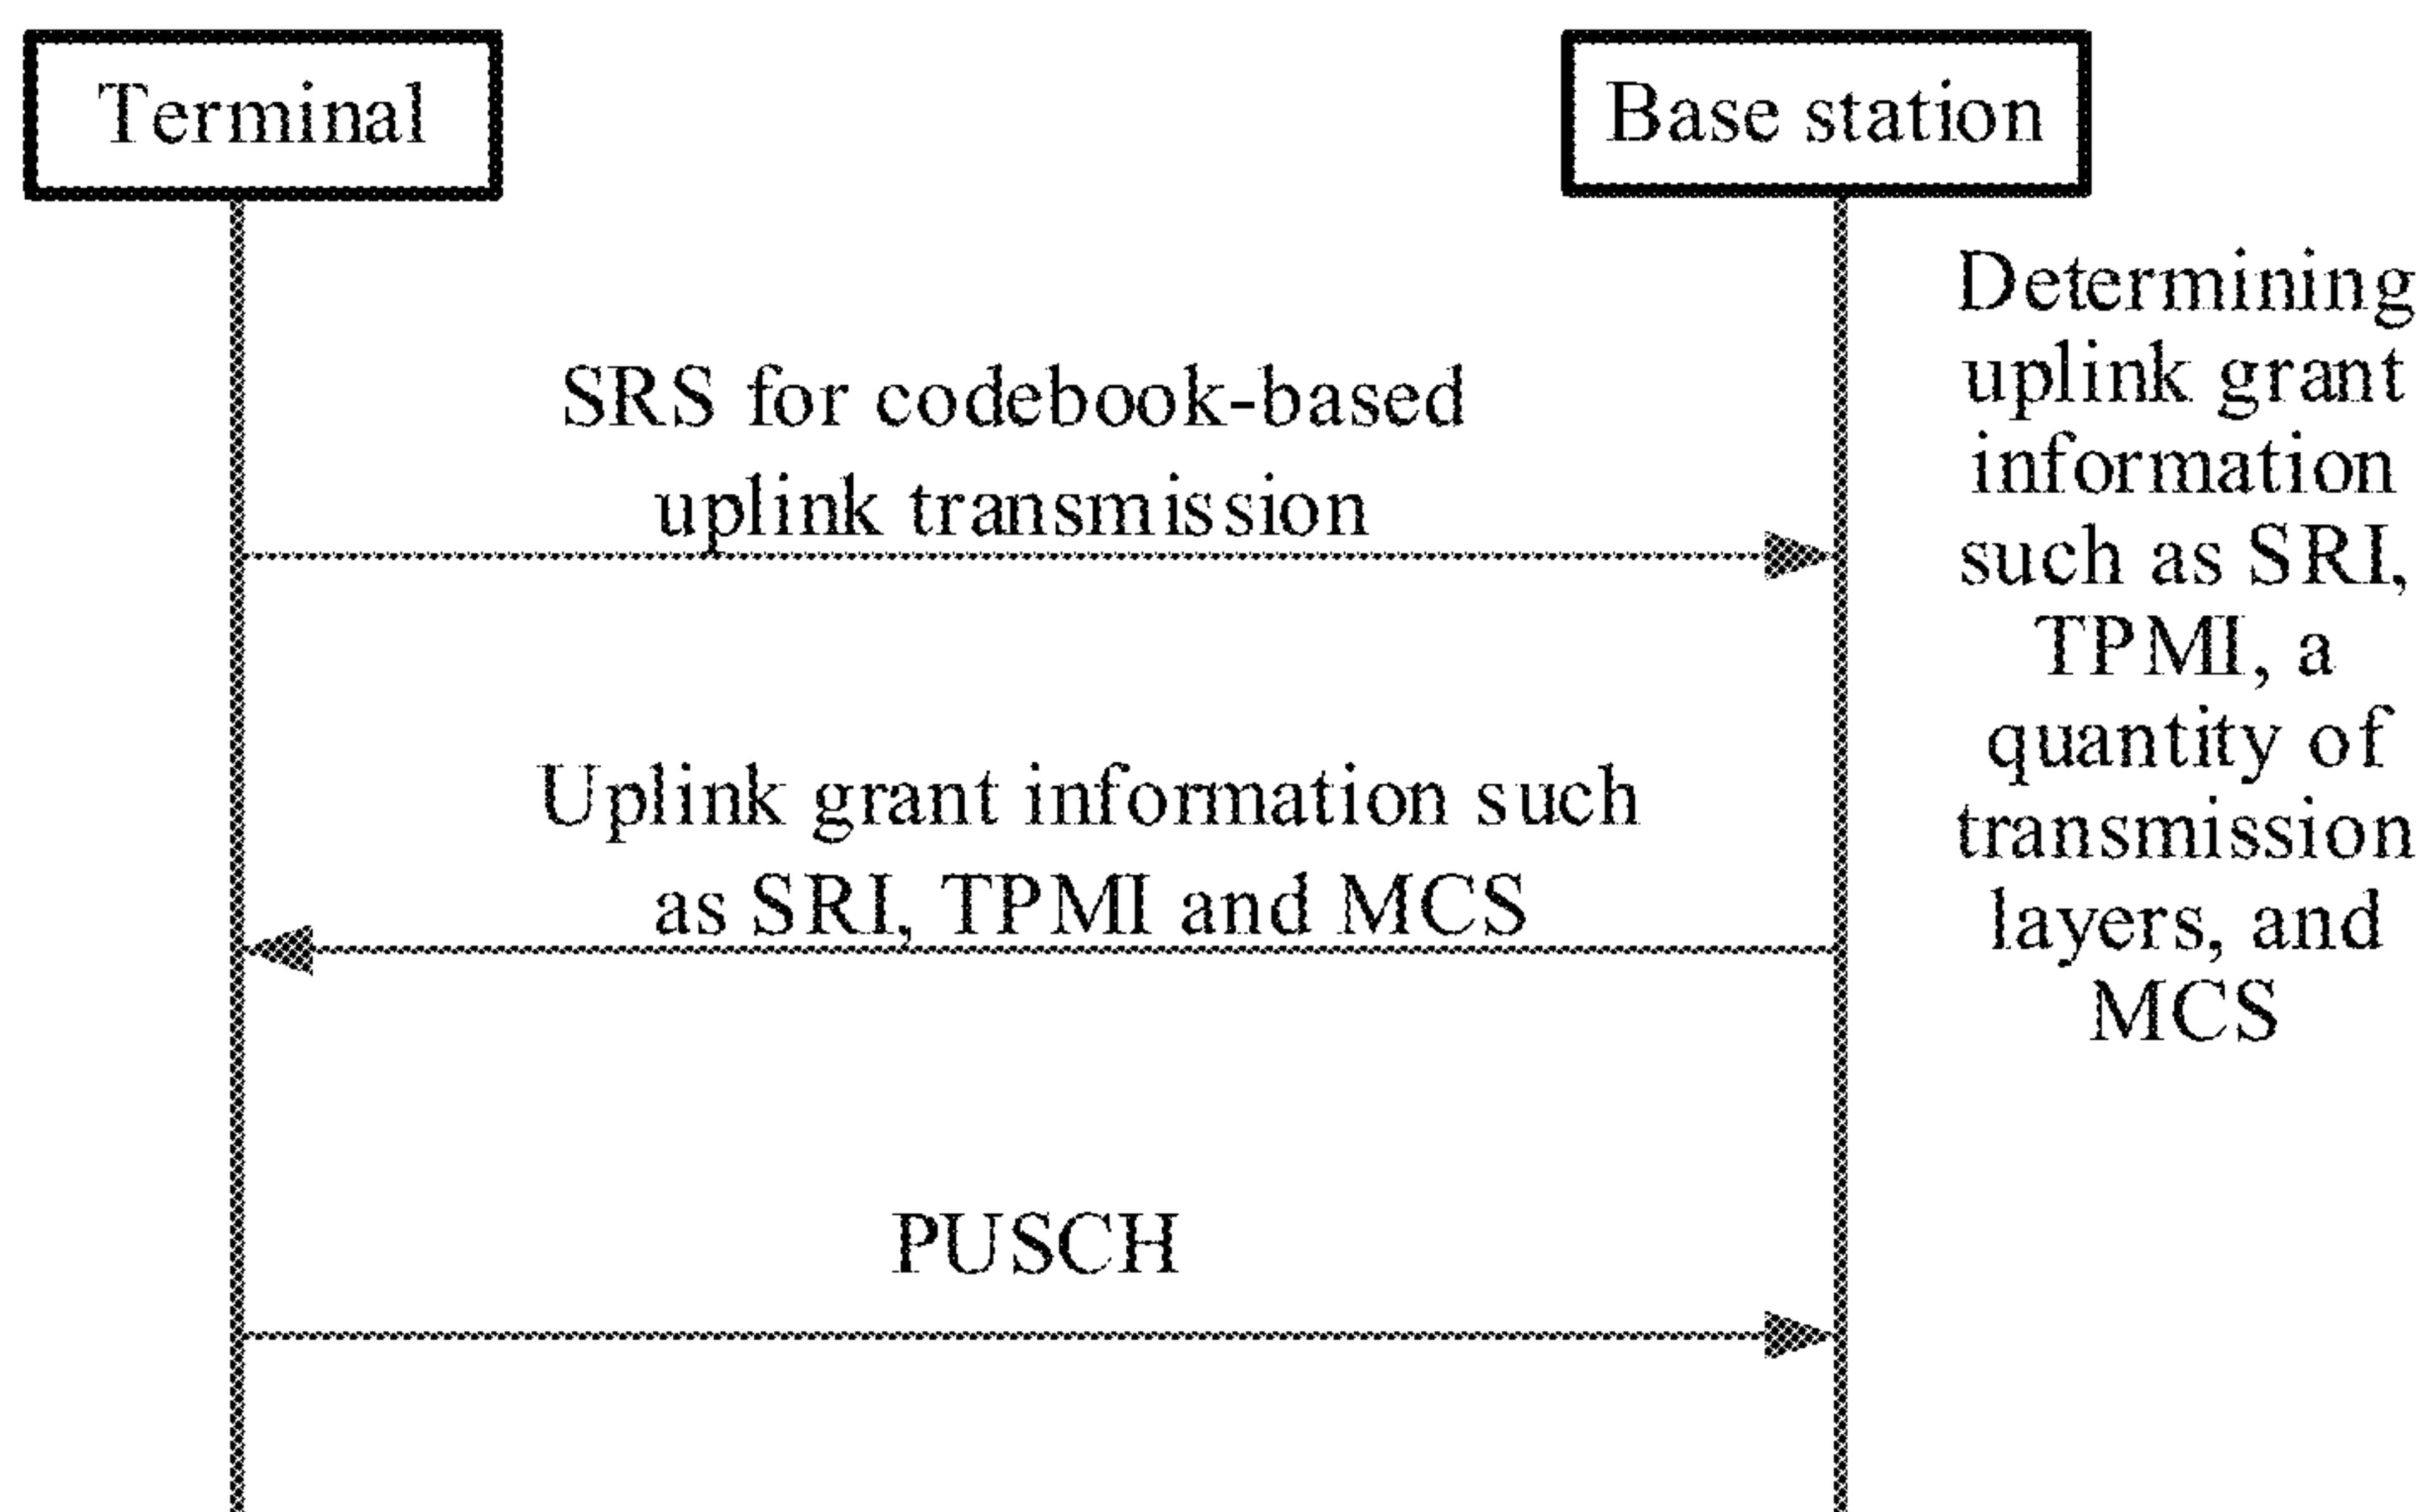 Terminal
Base station
SRS for codebook-based
uplink transmission
Uplink grant information such
as SRI, TPMI and MCS
PUSCH
Determining
uplink grant
information
such as SRI,
TPMI, a
quantity of
transmission
layers, and
MCS